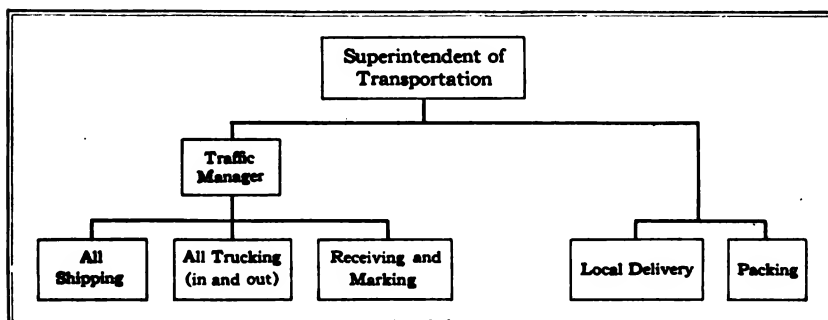 Superintendent of
Transportation
Traffic
Manager
All
Shipping
All Trucking
(in and out)
Receiving and
Marking
Local Delivery
Packing